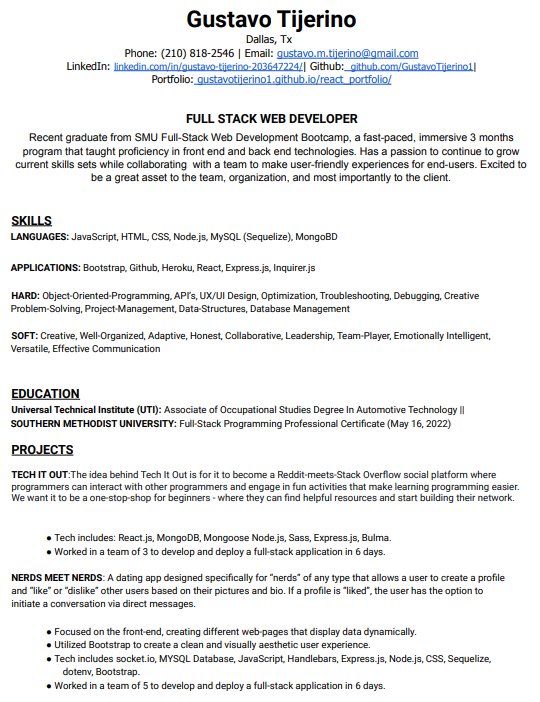 Gustavo Tijerino
Dallas, Tx
Phone: (210) 818-2546 | Email: gustavo.m.tijerino@gmail.com
LinkedIn: linkedin.com/in/gustavo-tijerino-203647224/| Github: github.com/GustavoTijerino1|
Portfolio: gustavotijerino1.github.io/react_portfolio/
FULL STACK WEB DEVELOPER
Recent graduate from SMU Full-Stack Web Development Bootcamp, a fast-paced, immersive 3 months
program that taught proficiency in front end and back end technologies. Has a passion to continue to grow
current skills sets while collaborating with a team to make user-friendly experiences for end-users. Excited to
be a great asset to the team, organization, and most importantly to the client.
SKILLS
LANGUAGES: JavaScript, HTML, CSS, Node.js, MySQL (Sequelize), MongoBD
APPLICATIONS: Bootstrap, Github, Heroku, React, Express.js, Inquirer.js
HARD: Object-Oriented-Programming, API's, UX/UI Design, Optimization, Troubleshooting, Debugging, Creative
Problem-Solving, Project-Management, Data-Structures, Database Management
SOFT: Creative, Well-Organized, Adaptive, Honest, Collaborative, Leadership, Team-Player, Emotionally Intelligent,
Versatile, Effective Communication
EDUCATION
Universal Technical Institute (UTI): Associate of Occupational Studies Degree In Automotive Technology ||
SOUTHERN METHODIST UNIVERSITY: Full-Stack Programming Professional Certificate (May 16, 2022)
PROJECTS
TECH IT OUT:The idea behind Tech It Out is for it to become a Reddit-meets-Stack Overflow social platform where
programmers can interact with other programmers and engage in fun activities that make learning programming easier.
We want it to be a one-stop-shop for beginners - where they can find helpful resources and start building their network.
● Tech includes: React.js, MongoDB, Mongoose Node.js, Sass, Express.js, Bulma.
● Worked in a team of 3 to develop and deploy a full-stack application in 6 days.
NERDS MEET NERDS: A dating app designed specifically for "nerds" of any type that allows a user to create a profile
and "like" or "dislike" other users based on their pictures and bio. If a profile is "liked", the user has the option to
initiate a conversation via direct messages.
● Focused on the front-end, creating different web-pages that display data dynamically.
● Utilized Bootstrap to create a clean and visually aesthetic user experience.
● Tech includes socket.io, MYSQL Database, JavaScript, Handlebars, Express.js, Node.js, CSS, Sequelize,
dotenv, Bootstrap.
● Worked in a team of 5 to develop and deploy a full-stack application in 6 days.